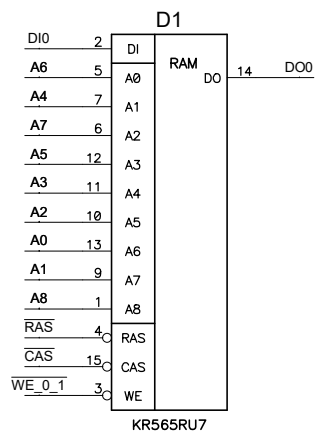 D1
DI0 2 DI RAM
A6 5 A0 DO 14 DO0
A4 7 A1
A7 6 A2
A5 12 A3
A3 11 A4
A2 10 A5
A0 13 A6
A1 9 A7
A8 1 A8
RAS 4 RAS
CAS 15 CAS
WE_0_1 3 WE
KR565RU7